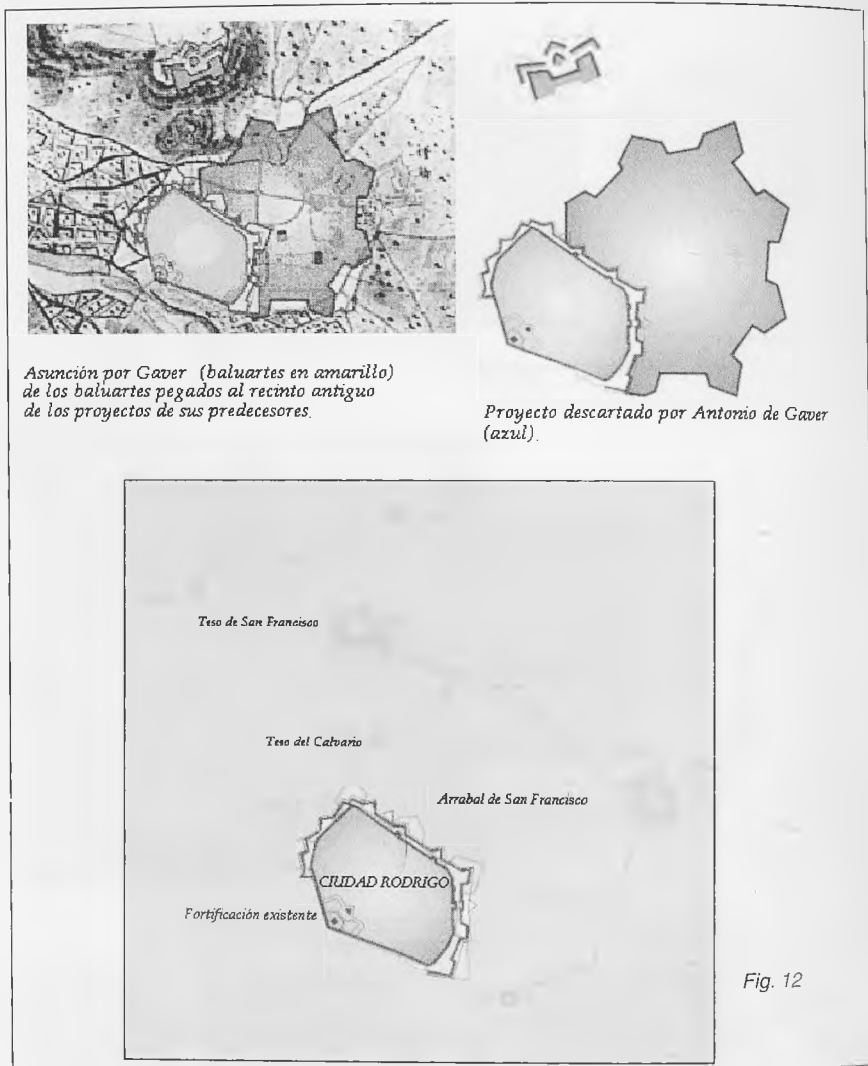 Asunción por Gaver (baluartes en amarillo)
de los baluartes pegados al recinto antiguo
de los proyectos de sus predecesores.
Proyecto descartado por Antonio de Gaver
(azul).
Teso de San Francisco
Teso del Calvario
Arrabal de San Francisco
CIUDAD RODRIGO
Fortificación existente
Fig. 12